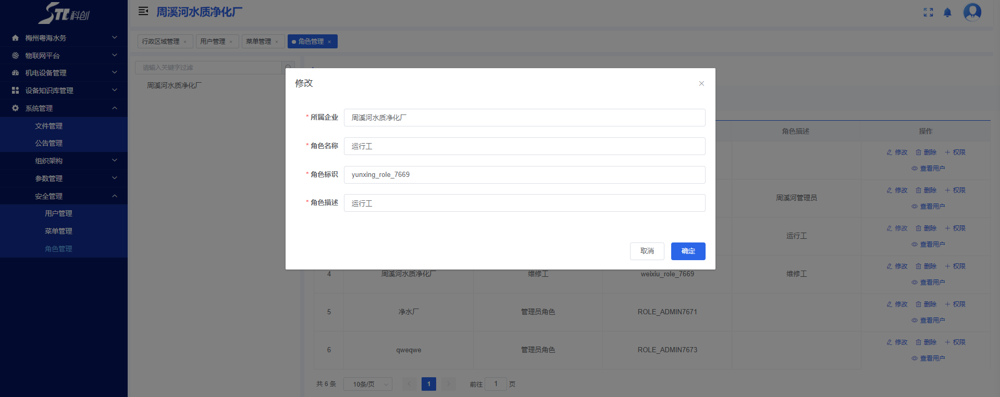 STC科创
梅州粤海水务
物联网平台
机电设备管理
设备知识库管理
系统管理
文件管理
公告管理
组织架构
参数管理
安全管理
用户管理
菜单管理
角色管理
周溪河水质净化厂
行政区域管理 × 用户管理 × 菜单管理 × 角色管理 ×
请输入关键字过滤
周溪河水质净化厂
修改
* 所属企业 周溪河水质净化厂
* 角色名称 运行工
* 角色标识 yunxing_role_7669
* 角色描述 运行工
取消 确定
角色描述 操作
修改 删除 权限
查看用户
周溪河管理员 修改 删除 权限
查看用户
运行工 修改 删除 权限
查看用户
4 周溪河水质净化厂 维修工 weixiu_role_7669 维修工 修改 删除 权限
查看用户
5 净水厂 管理员角色 ROLE_ADMIN7671 修改 删除 权限
查看用户
6 qweqwe 管理员角色 ROLE_ADMIN7673 修改 删除 权限
查看用户
共 6 条 10条/页 1 前往 1 页